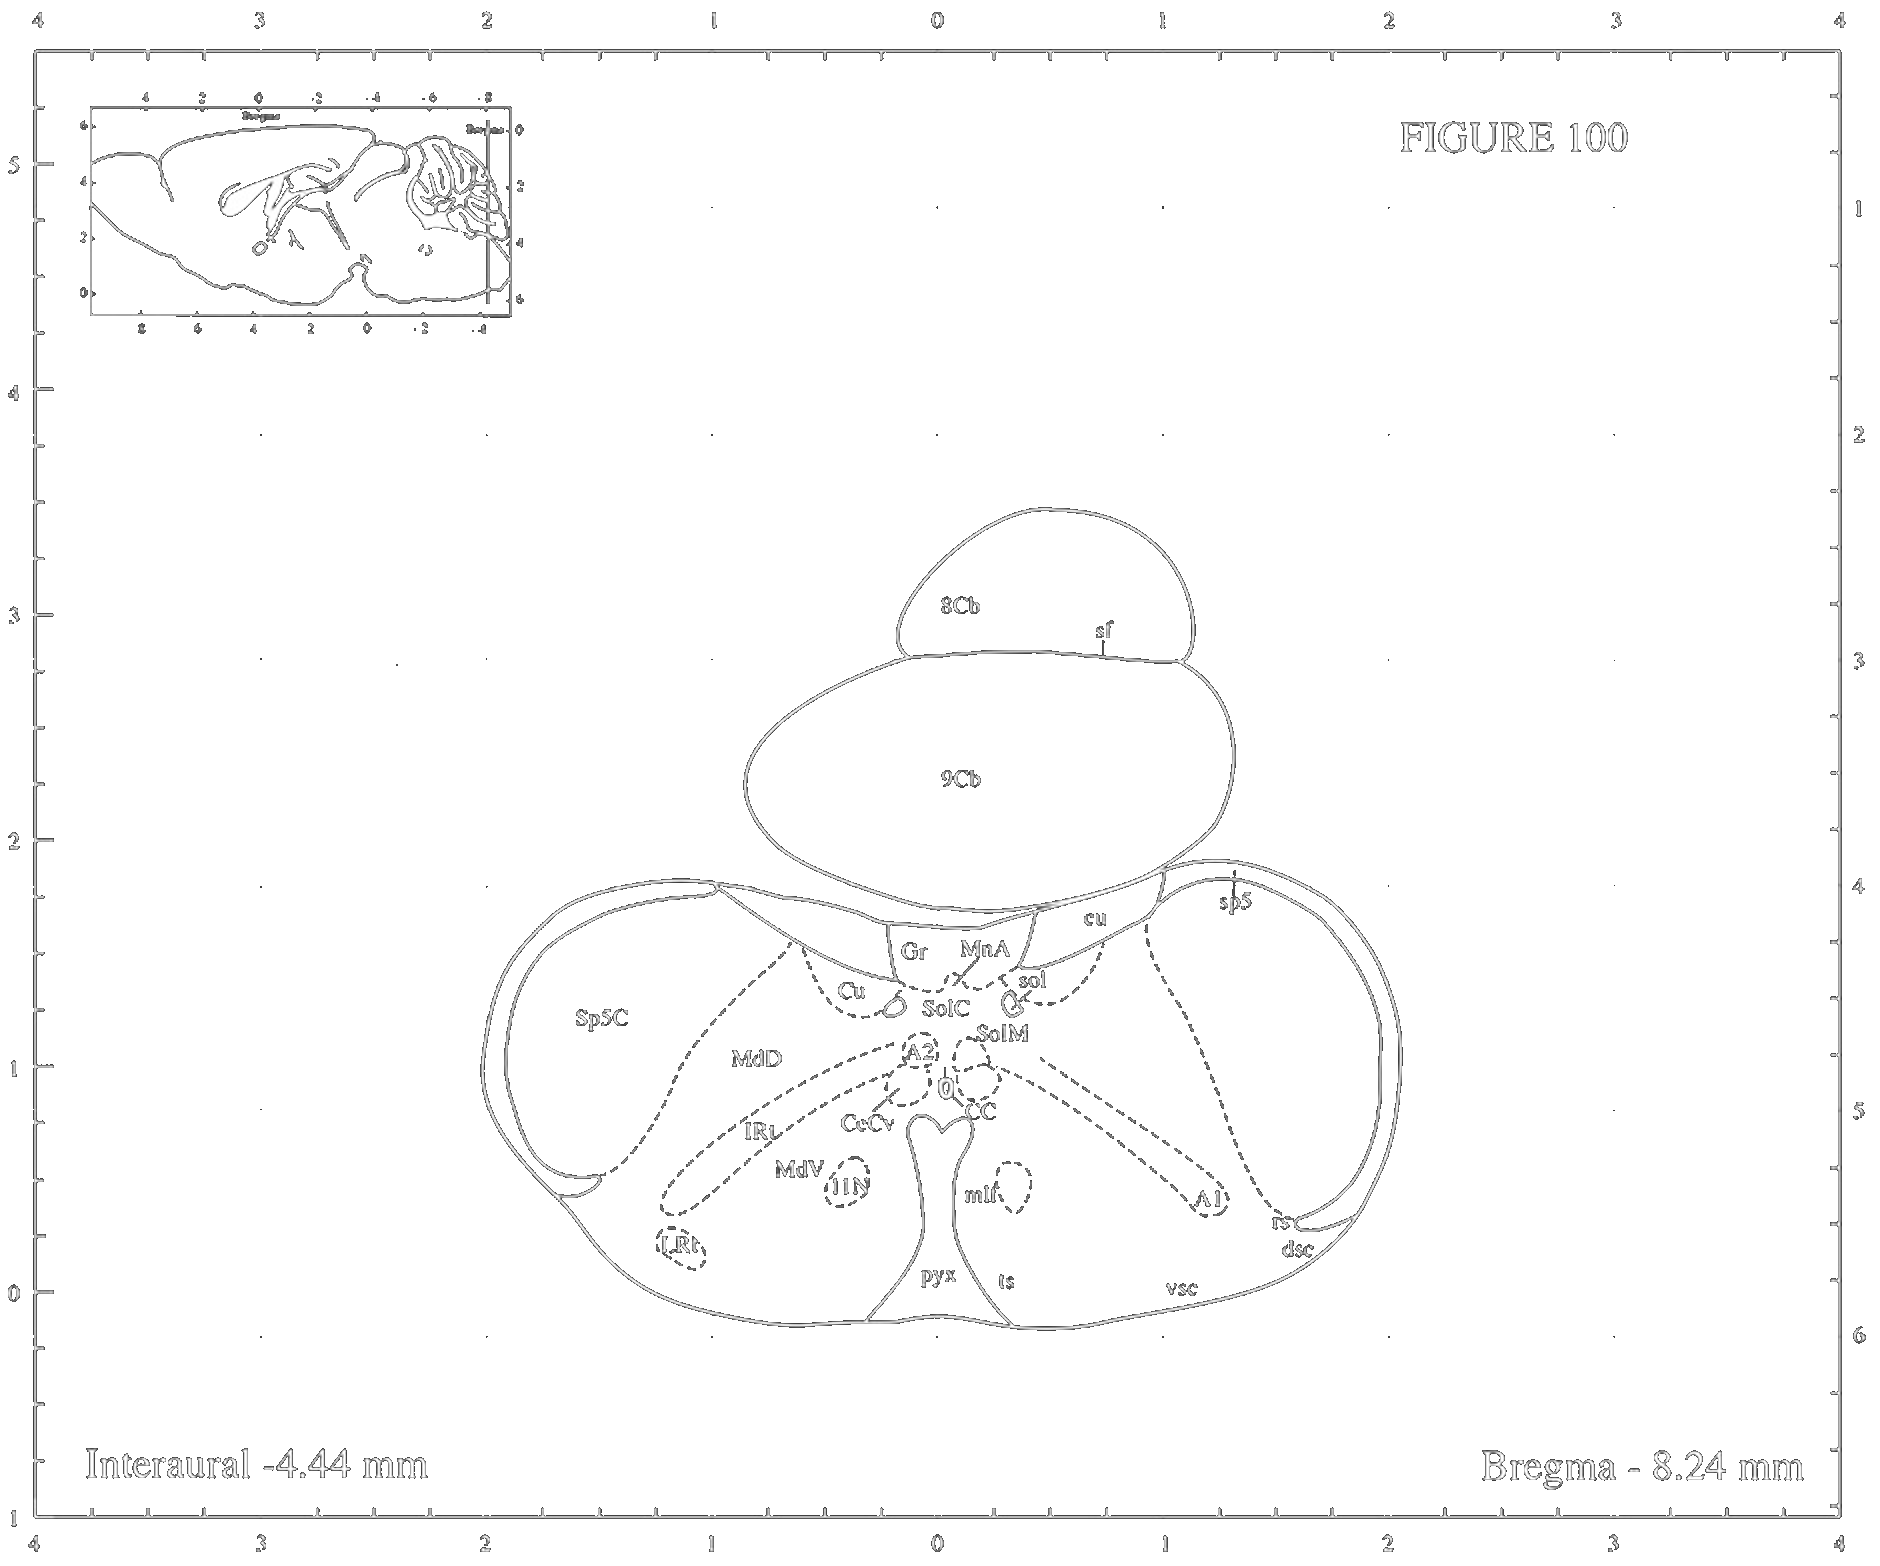 4 3 2 1 0 1 2 3 4
FIGURE 100
4 2 0 -2 -4 -6 -8
Bregma
Bregma
6 4 2 0
0 2 4 6
8 6 4 2 0 -2 -4
5
4
3
2
1
0
1
1
2
3
4
5
6
8Cb
sf
9Cb
sp5
cu
Gr MnA
sol
Cu SolC
Sp5C
SolM
A2
MdD
0
CC
CeCv
IRt
MdV
11N mlf A1
rs
LRt dsc
pyx ts vsc
Interaural -4.44 mm Bregma - 8.24 mm
4 3 2 1 0 1 2 3 4